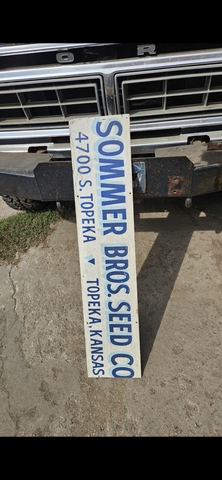 O R
SOMMER BROS. SEED CO
4700 S. TOPEKA ▼ TOPEKA, KANSAS